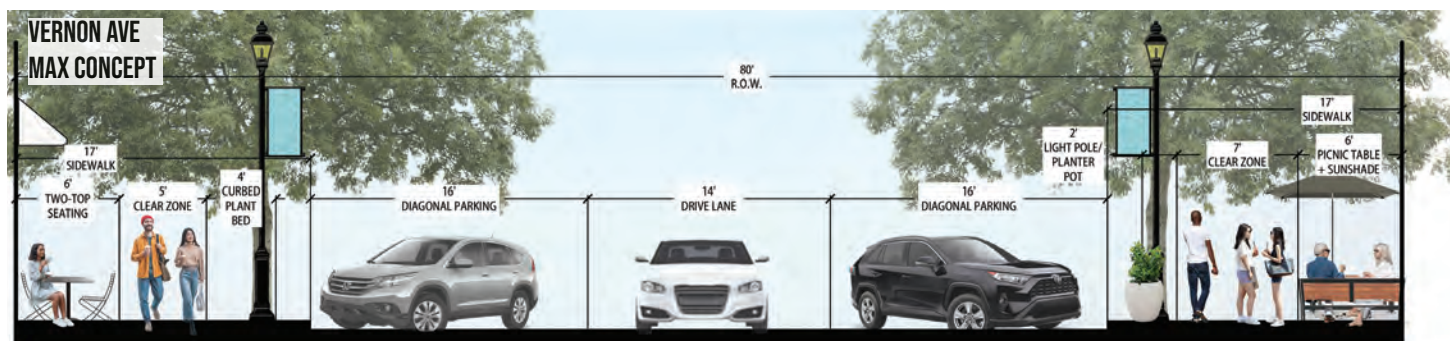 VERNON AVE
MAX CONCEPT
80'
R.O.W.
17'
SIDEWALK
17'
SIDEWALK
6'
TWO-TOP
SEATING
5'
CLEAR ZONE
4'
CURBED
PLANT
BED
16'
DIAGONAL PARKING
14'
DRIVE LANE
16'
DIAGONAL PARKING
2'
LIGHT POLE/
PLANTER
POT
7'
CLEAR ZONE
6'
PICNIC TABLE
+ SUNSHADE